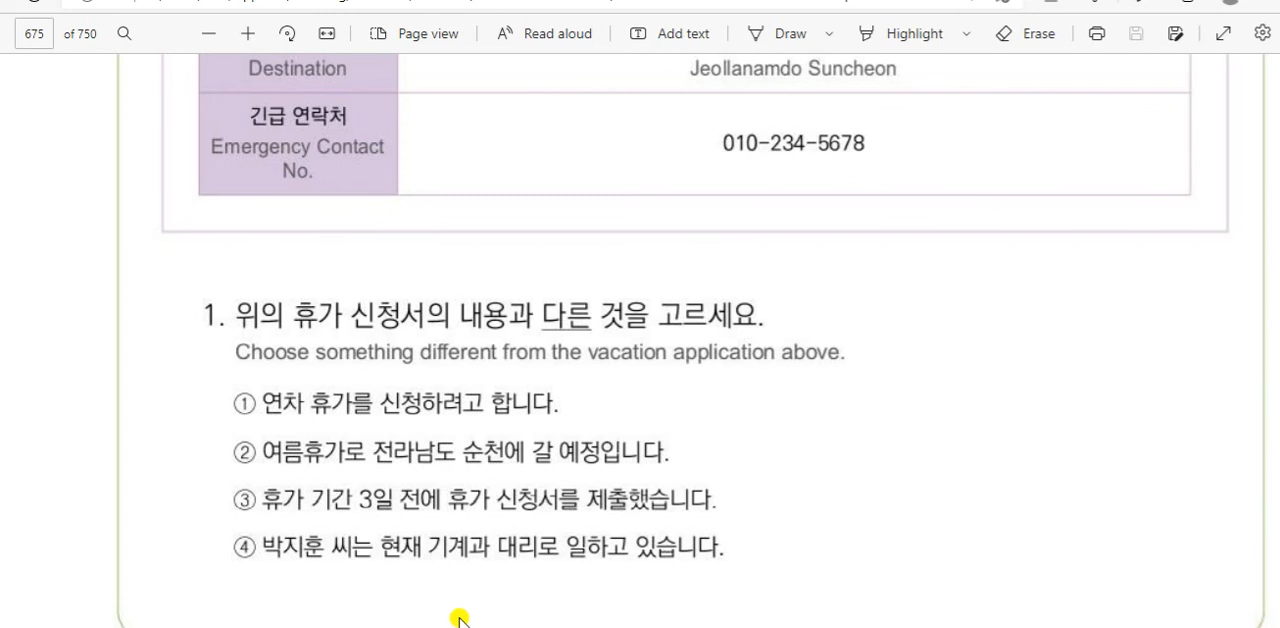 675 of 750 Page view Read aloud Add text Draw Highlight Erase
Destination Jeollanamdo Suncheon
긴급 연락처
Emergency Contact
No.
010-234-5678
1. 위의 휴가 신청서의 내용과 다른 것을 고르세요.
Choose something different from the vacation application above.
① 연차 휴가를 신청하려고 합니다.
② 여름휴가로 전라남도 순천에 갈 예정입니다.
③ 휴가 기간 3일 전에 휴가 신청서를 제출했습니다.
④ 박지훈 씨는 현재 기계과 대리로 일하고 있습니다.